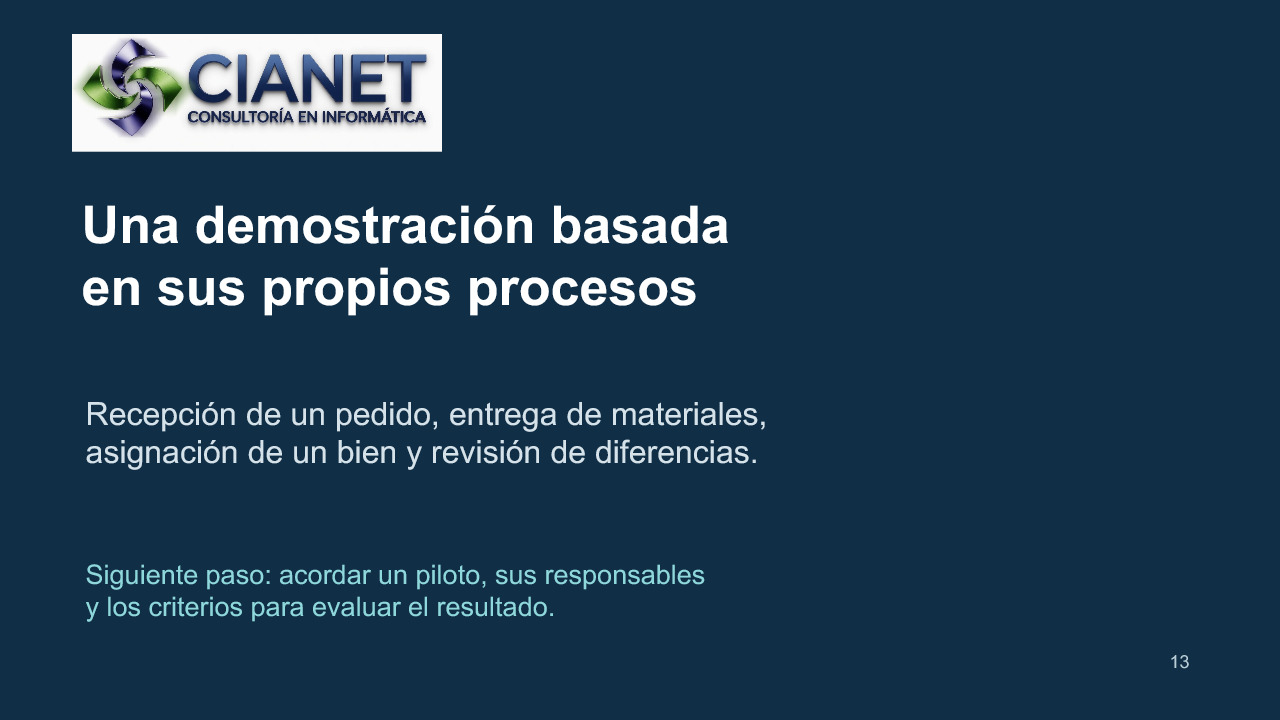 CIANET
CONSULTORÍA EN INFORMÁTICA
Una demostración basada
en sus propios procesos
Recepción de un pedido, entrega de materiales,
asignación de un bien y revisión de diferencias.
Siguiente paso: acordar un piloto, sus responsables
y los criterios para evaluar el resultado.
13